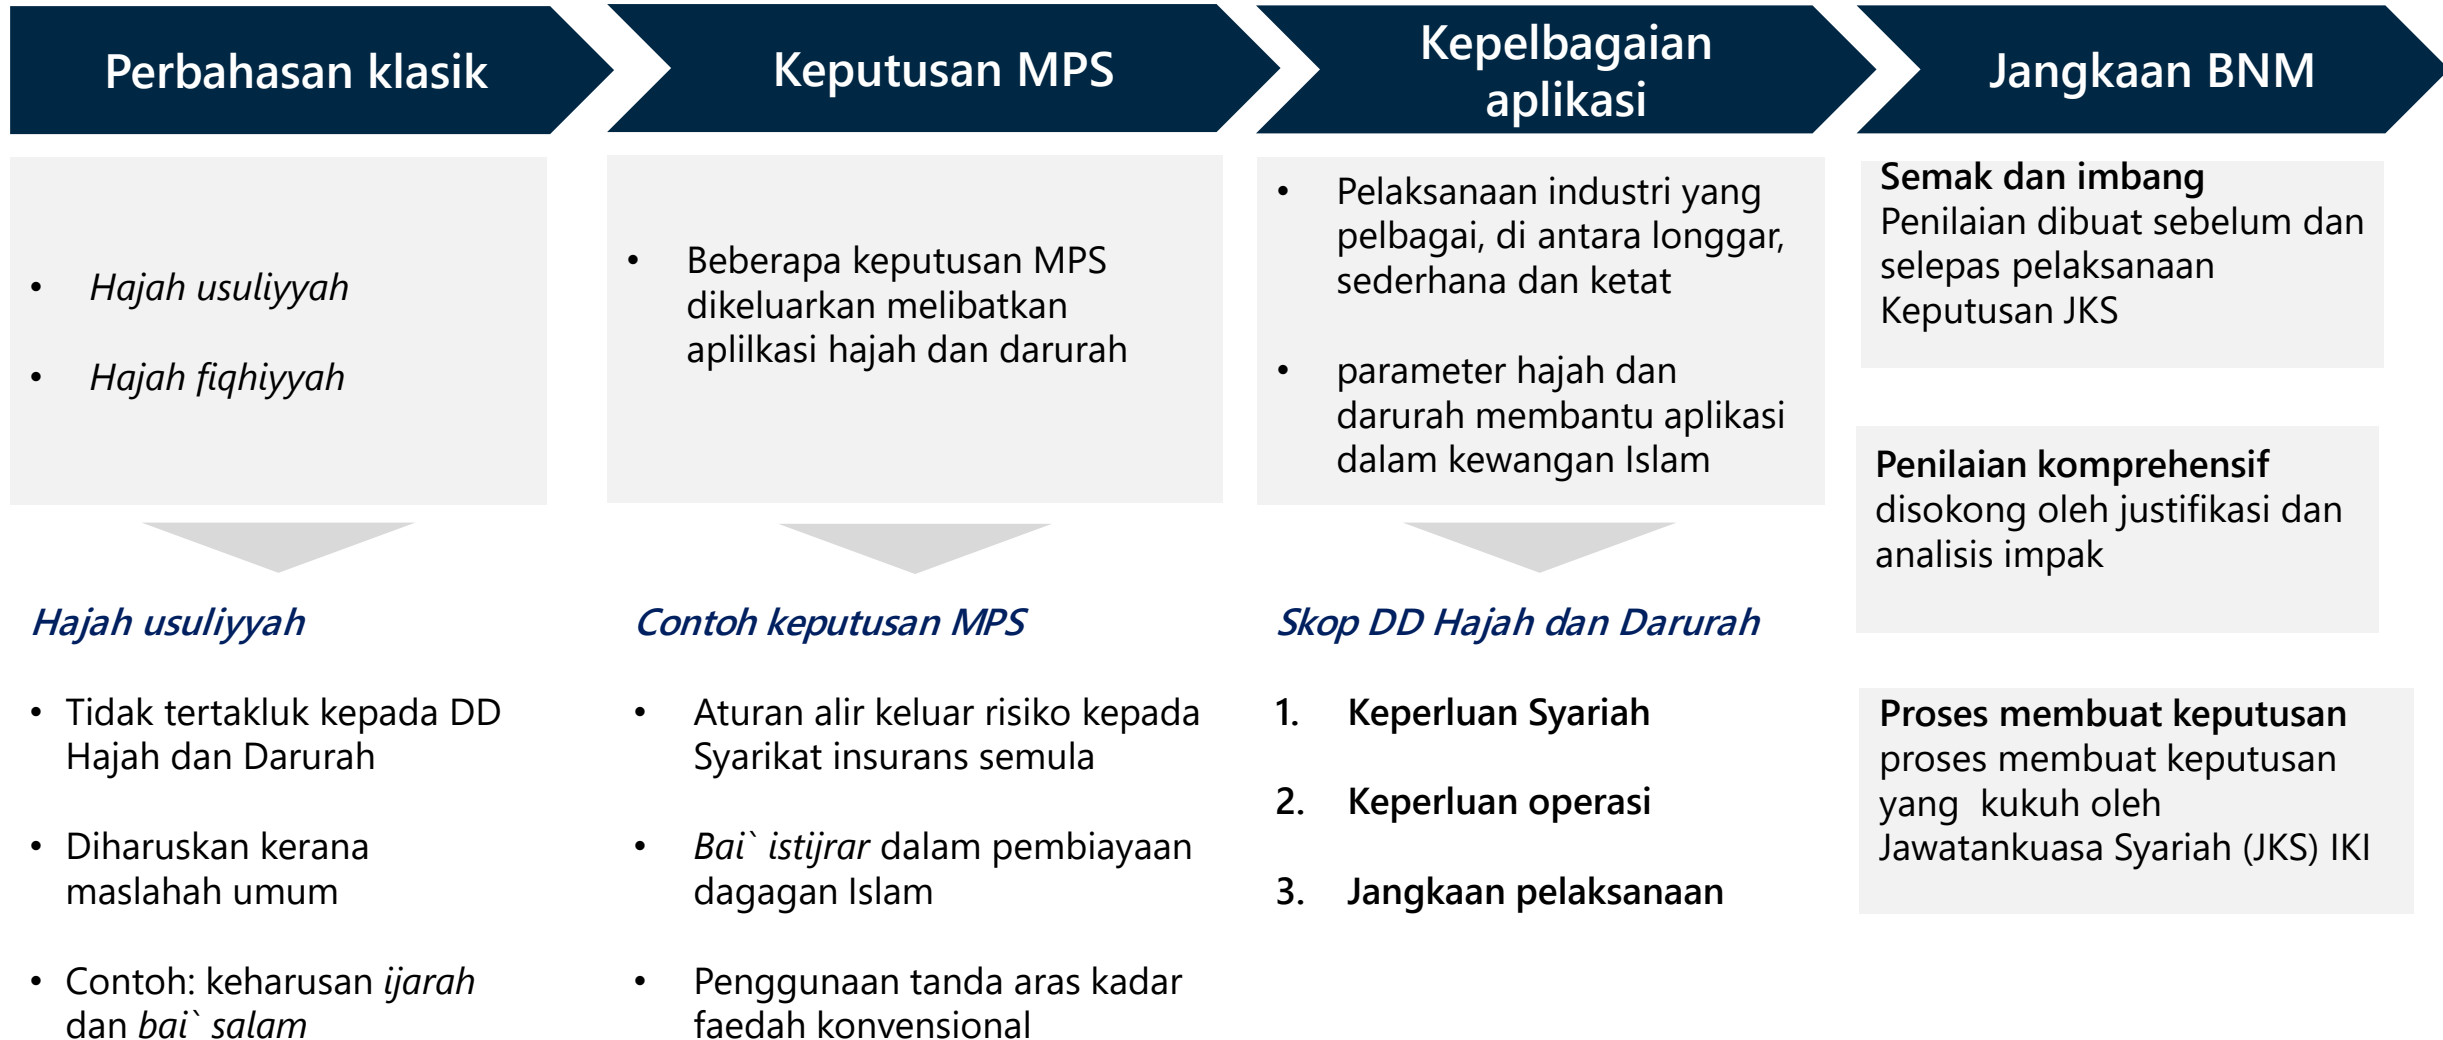 Perbahasan klasik
Keputusan MPS
Kepelbagaian
aplikasi
Jangkaan BNM
• Hajah usuliyyah
• Hajah fiqhiyyah
• Beberapa keputusan MPS
dikeluarkan melibatkan
aplilkasi hajah dan darurah
• Pelaksanaan industri yang
pelbagai, di antara longgar,
sederhana dan ketat
• parameter hajah dan
darurah membantu aplikasi
dalam kewangan Islam
Semak dan imbang
Penilaian dibuat sebelum dan
selepas pelaksanaan
Keputusan JKS
Penilaian komprehensif
disokong oleh justifikasi dan
analisis impak
Proses membuat keputusan
proses membuat keputusan
yang  kukuh oleh
Jawatankuasa Syariah (JKS) IKI
Hajah usuliyyah
• Tidak tertakluk kepada DD
Hajah dan Darurah
• Diharuskan kerana
maslahah umum
• Contoh: keharusan ijarah
dan bai` salam
Contoh keputusan MPS
• Aturan alir keluar risiko kepada
Syarikat insurans semula
• Bai` istijrar dalam pembiayaan
dagagan Islam
• Penggunaan tanda aras kadar
faedah konvensional
Skop DD Hajah dan Darurah
1. Keperluan Syariah
2. Keperluan operasi
3. Jangkaan pelaksanaan